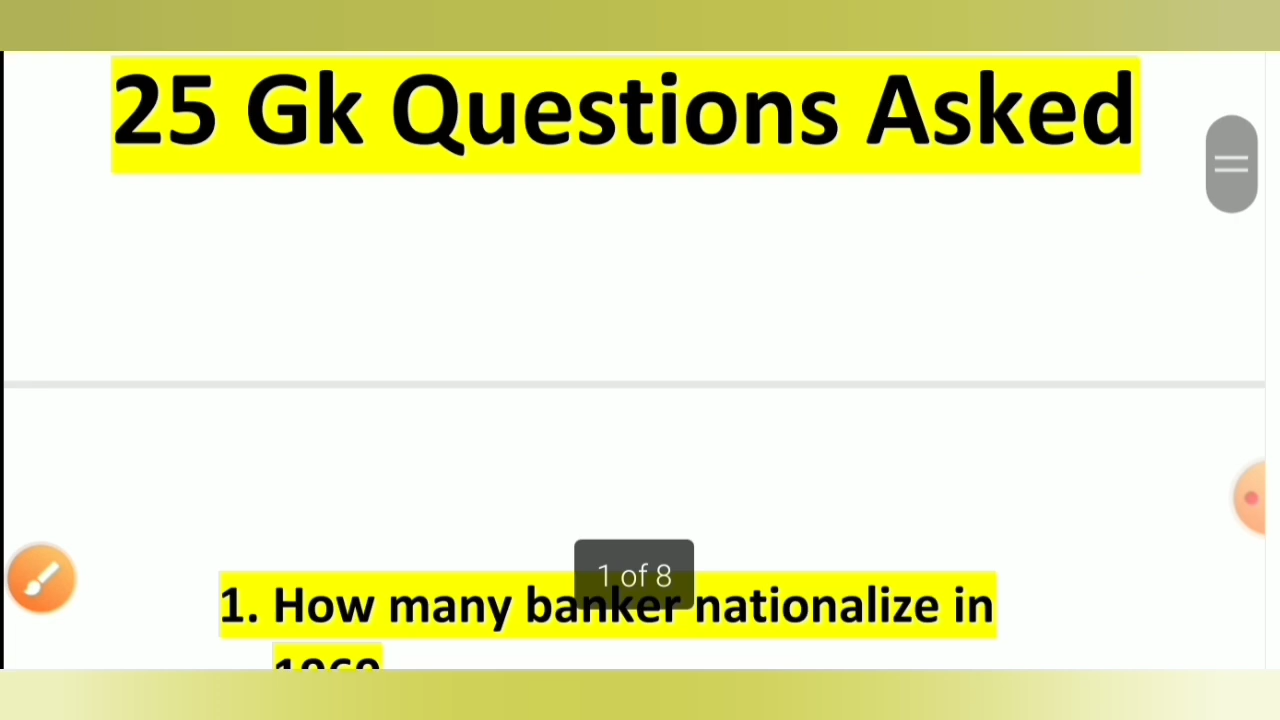 25 Gk Questions Asked
1 of 8
1. How many banker nationalize in